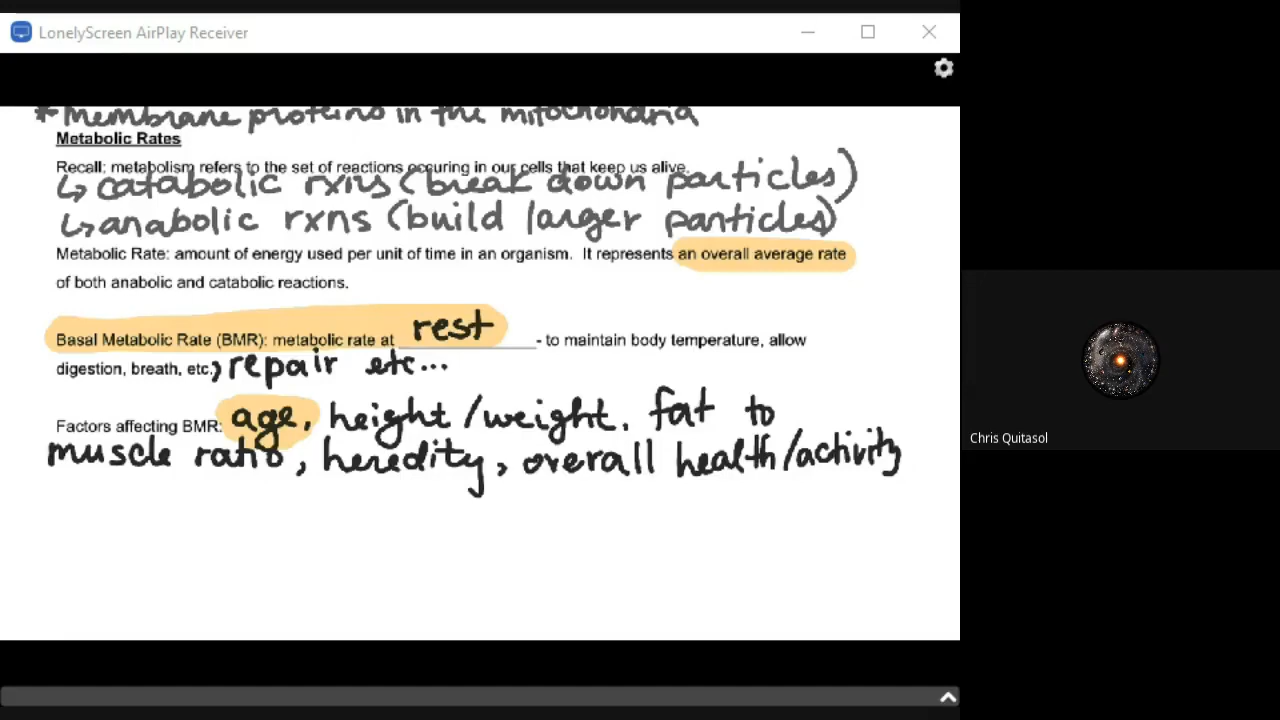 LonelyScreen AirPlay Receiver
* Membrane proteins in the mitochondria
Metabolic Rates
Recall: metabolism refers to the set of reactions occuring in our cells that keep us alive.
↳ catabolic rxns (break down particles)
↳ anabolic rxns (build larger particles)
Metabolic Rate: amount of energy used per unit of time in an organism. It represents an overall average rate
of both anabolic and catabolic reactions.
Basal Metabolic Rate (BMR): metabolic rate at rest - to maintain body temperature, allow
digestion, breath, etc., repair etc...
Factors affecting BMR: age, height/weight, fat to
muscle ratio, heredity, overall health/activity
Chris Quitasol